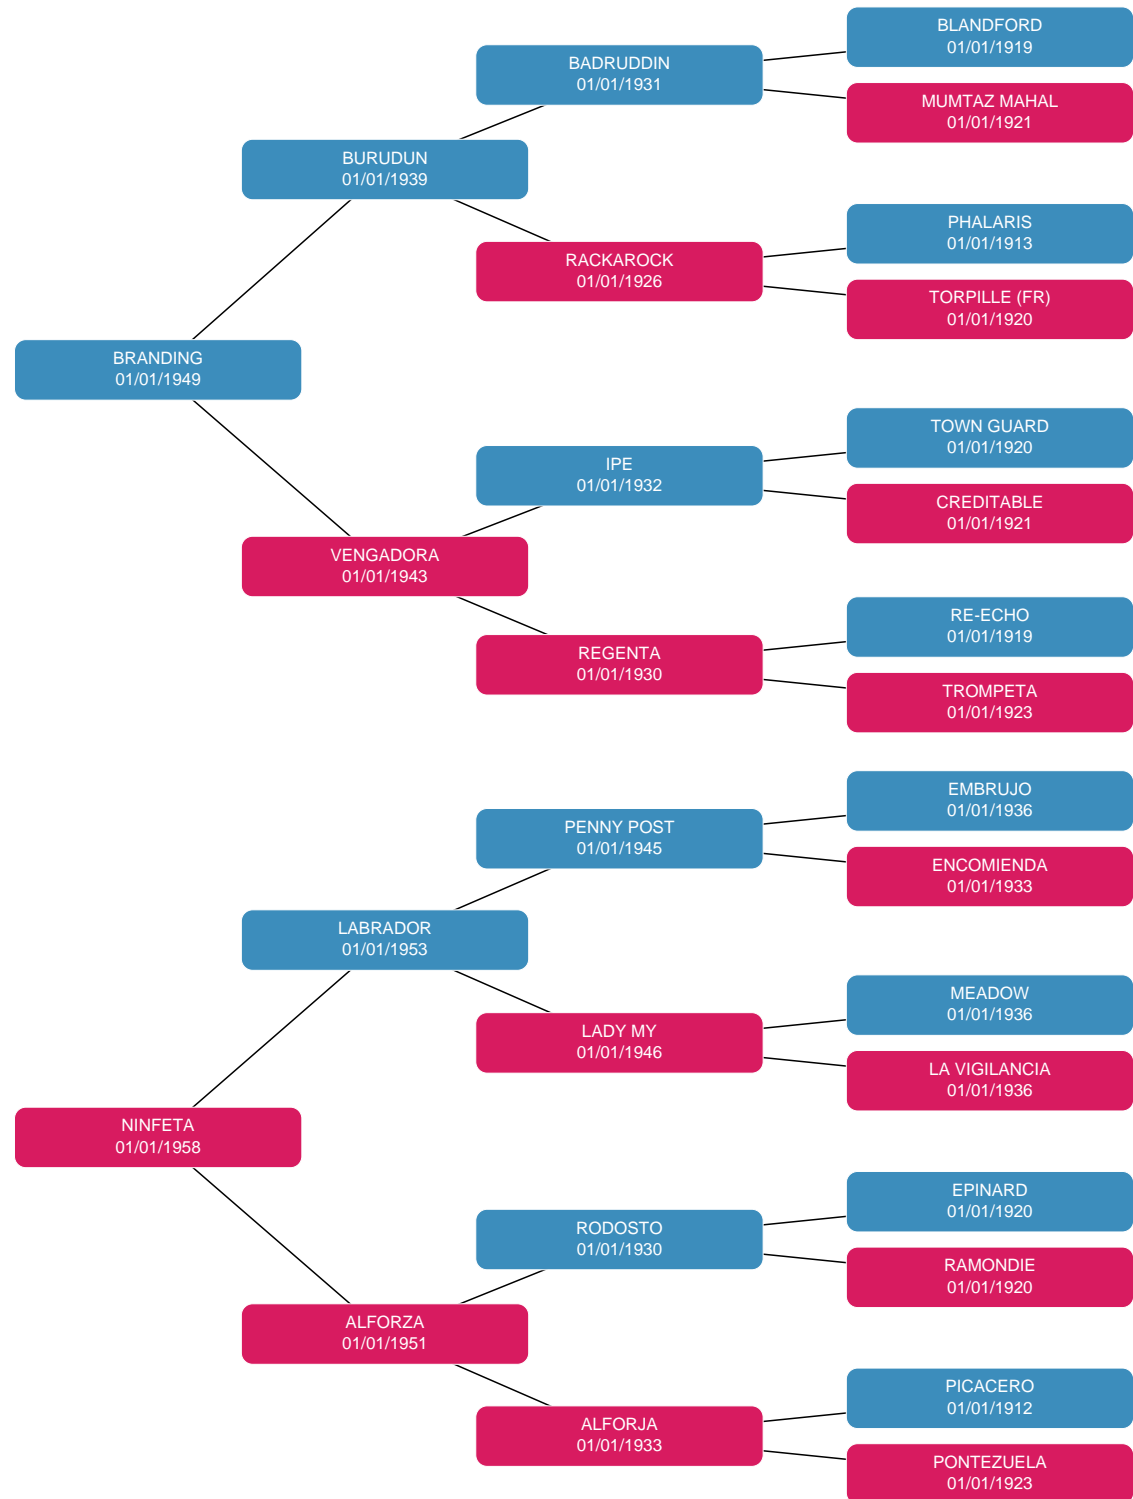 BLANDFORD
01/01/1919
BADRUDDIN
01/01/1931
MUMTAZ MAHAL
01/01/1921
BURUDUN
01/01/1939
PHALARIS
01/01/1913
RACKAROCK
01/01/1926
TORPILLE (FR)
01/01/1920
BRANDING
01/01/1949
TOWN GUARD
01/01/1920
IPE
01/01/1932
CREDITABLE
01/01/1921
VENGADORA
01/01/1943
RE-ECHO
01/01/1919
REGENTA
01/01/1930
TROMPETA
01/01/1923
EMBRUJO
01/01/1936
PENNY POST
01/01/1945
ENCOMIENDA
01/01/1933
LABRADOR
01/01/1953
MEADOW
01/01/1936
LADY MY
01/01/1946
LA VIGILANCIA
01/01/1936
NINFETA
01/01/1958
EPINARD
01/01/1920
RODOSTO
01/01/1930
RAMONDIE
01/01/1920
ALFORZA
01/01/1951
PICACERO
01/01/1912
ALFORJA
01/01/1933
PONTEZUELA
01/01/1923